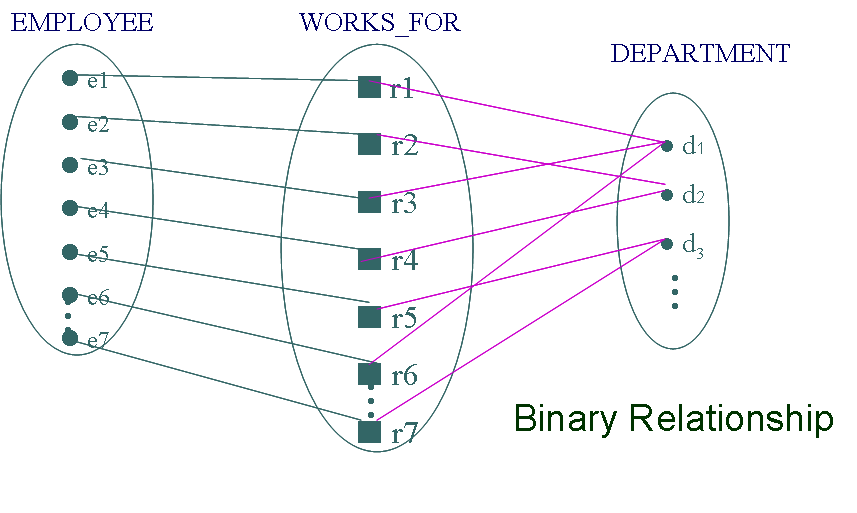 EMPLOYEE
WORKS_FOR
DEPARTMENT
e1
e2
e3
e4
e5
e6
e7
r1
r2
r3
r4
r5
r6
r7
d1
d2
d3
Binary Relationship